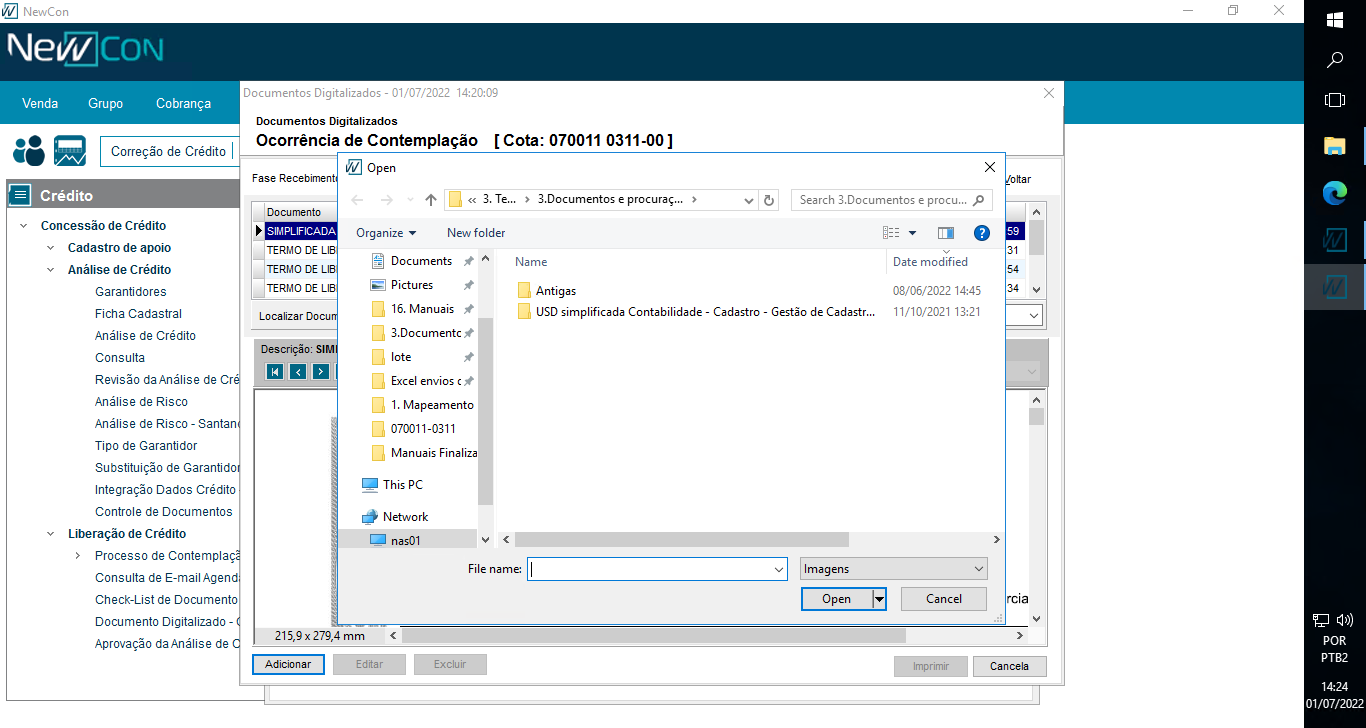 NewCon
NewCon
Venda Grupo Cobrança
Correção de Crédito
Crédito
Concessão de Crédito
Cadastro de apoio
Análise de Crédito
Garantidores
Ficha Cadastral
Análise de Crédito
Consulta
Revisão da Análise de Cré
Análise de Risco
Análise de Risco - Santand
Tipo de Garantidor
Substituição de Garantidor
Integração Dados Crédito -
Controle de Documentos
Liberação de Crédito
Processo de Contemplaçã
Consulta de E-mail Agenda
Check-List de Documento
Documento Digitalizado - C
Aprovação da Análise de C
Documentos Digitalizados - 01/07/2022 14:20:09
Documentos Digitalizados
Ocorrência de Contemplação [ Cota: 070011 0311-00 ]
Fase Recebimento
Voltar
Documento
SIMPLIFICADA 59
TERMO DE LIBE 31
TERMO DE LIBE 54
TERMO DE LIBE 34
Localizar Docum
Descrição: SIMP
Open
« 3. Te... › 3.Documentos e procuraç... ›
Search 3.Documentos e procu...
Organize New folder
Documents
Pictures
16. Manuais
3.Documento
lote
Excel envios c
1. Mapeamento
070011-0311
Manuais Finaliza
This PC
Network
nas01
Name Date modified
Antigas 08/06/2022 14:45
USD simplificada Contabilidade - Cadastro - Gestão de Cadastr... 11/10/2021 13:21
File name: Imagens
Open Cancel
rcia
215,9 x 279,4 mm
Adicionar Editar Excluir Imprimir Cancela
POR
PTB2
14:24
01/07/2022